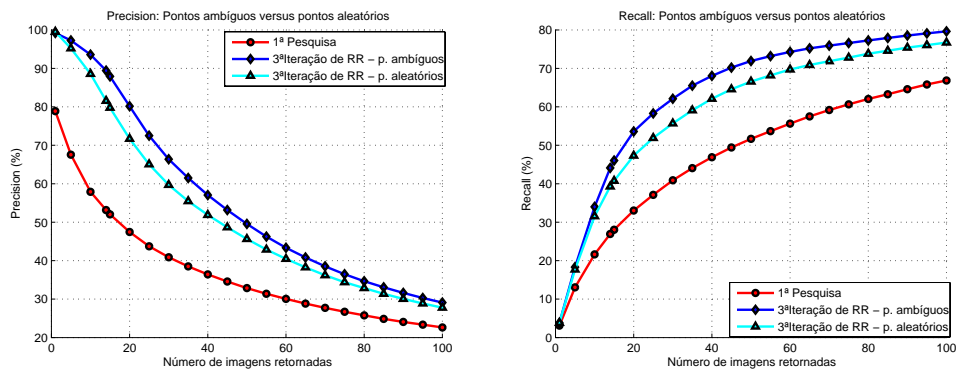 Precision: Pontos ambíguos versus pontos aleatórios
100
90
80
70
60
50
40
30
20
0
20
40
60
80
100
Precision (%)
Número de imagens retornadas
1ª Pesquisa
3ªIteração de RR – p. ambíguos
3ªIteração de RR – p. aleatórios
Recall: Pontos ambíguos versus pontos aleatórios
80
70
60
50
40
30
20
10
0
0
20
40
60
80
100
Recall (%)
Número de imagens retornadas
1ª Pesquisa
3ªIteração de RR – p. ambíguos
3ªIteração de RR – p. aleatórios